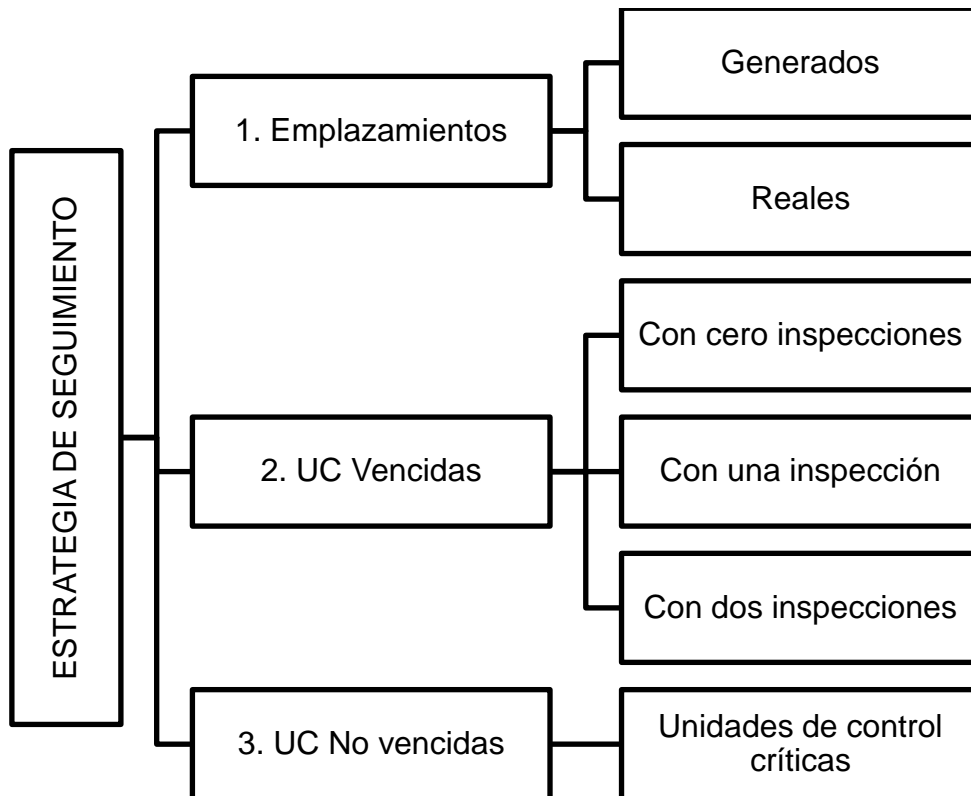 ESTRATEGIA DE SEGUIMIENTO
1. Emplazamientos
Generados
Reales
2. UC Vencidas
Con cero inspecciones
Con una inspección
Con dos inspecciones
3. UC No vencidas
Unidades de control
críticas